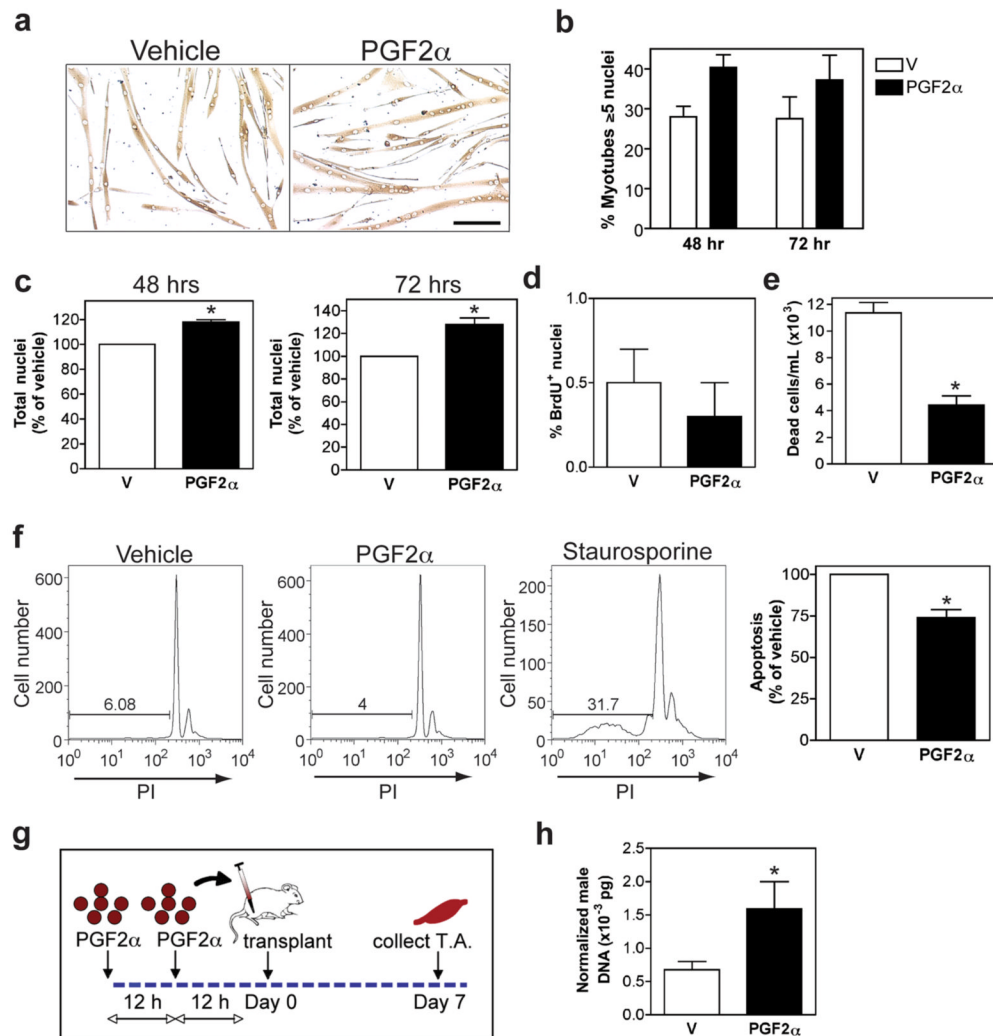 a
Vehicle
PGF2α
b
% Myotubes ≥5 nuclei
40
30
20
10
0
48 hr
72 hr
V
PGF2α
c
48 hrs
Total nuclei
(% of vehicle)
120
100
80
60
40
20
0
*
V
PGF2α
72 hrs
Total nuclei
(% of vehicle)
140
120
100
80
60
40
20
0
*
V
PGF2α
d
% BrdU⁺ nuclei
1.0
0.5
0.0
V
PGF2α
e
Dead cells/mL (x10³)
12
10
8
6
4
2
0
*
V
PGF2α
f
Vehicle
Cell number
600
400
200
0
6.08
10⁰ 10¹ 10² 10³ 10⁴
PI
PGF2α
Cell number
600
400
200
0
4
10⁰ 10¹ 10² 10³ 10⁴
PI
Staurosporine
Cell number
200
150
100
50
0
31.7
10⁰ 10¹ 10² 10³ 10⁴
PI
Apoptosis
(% of vehicle)
100
75
50
25
0
*
V
PGF2α
g
PGF2α PGF2α transplant collect T.A.
12 h 12 h Day 0 Day 7
h
Normalized male
DNA (x10⁻³ pg)
2.5
2.0
1.5
1.0
0.5
0.0
*
V
PGF2α